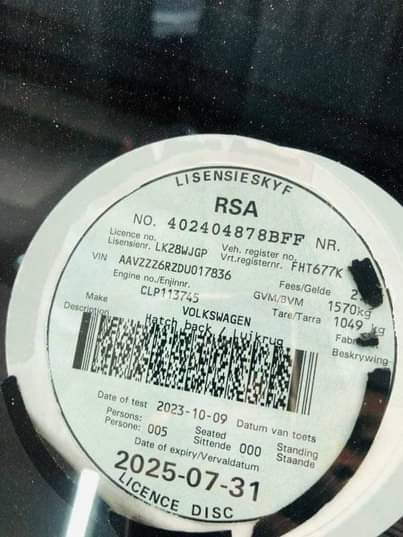 LISENSIESKYF
RSA
NO. 402404878BFF NR.
Licence no. Lisensienr. LK28WJGP Veh. register no. Vrt.registernr. FHT677K
VIN AAVZZZ6RZDU017836 Fees/Gelde
Engine no./Enjinnr. CLP113745 GVM/BVM 1570kg
Make VOLKSWAGEN Tare/Tarra 1049 kg
Description Hatch back / Luikrug
Beskrywing
Date of test 2023-10-09 Datum van toets
Persons: Persone: 005 Seated Sittende 000 Standing Staande
Date of expiry/Vervaldatum
2025-07-31
LICENCE DISC